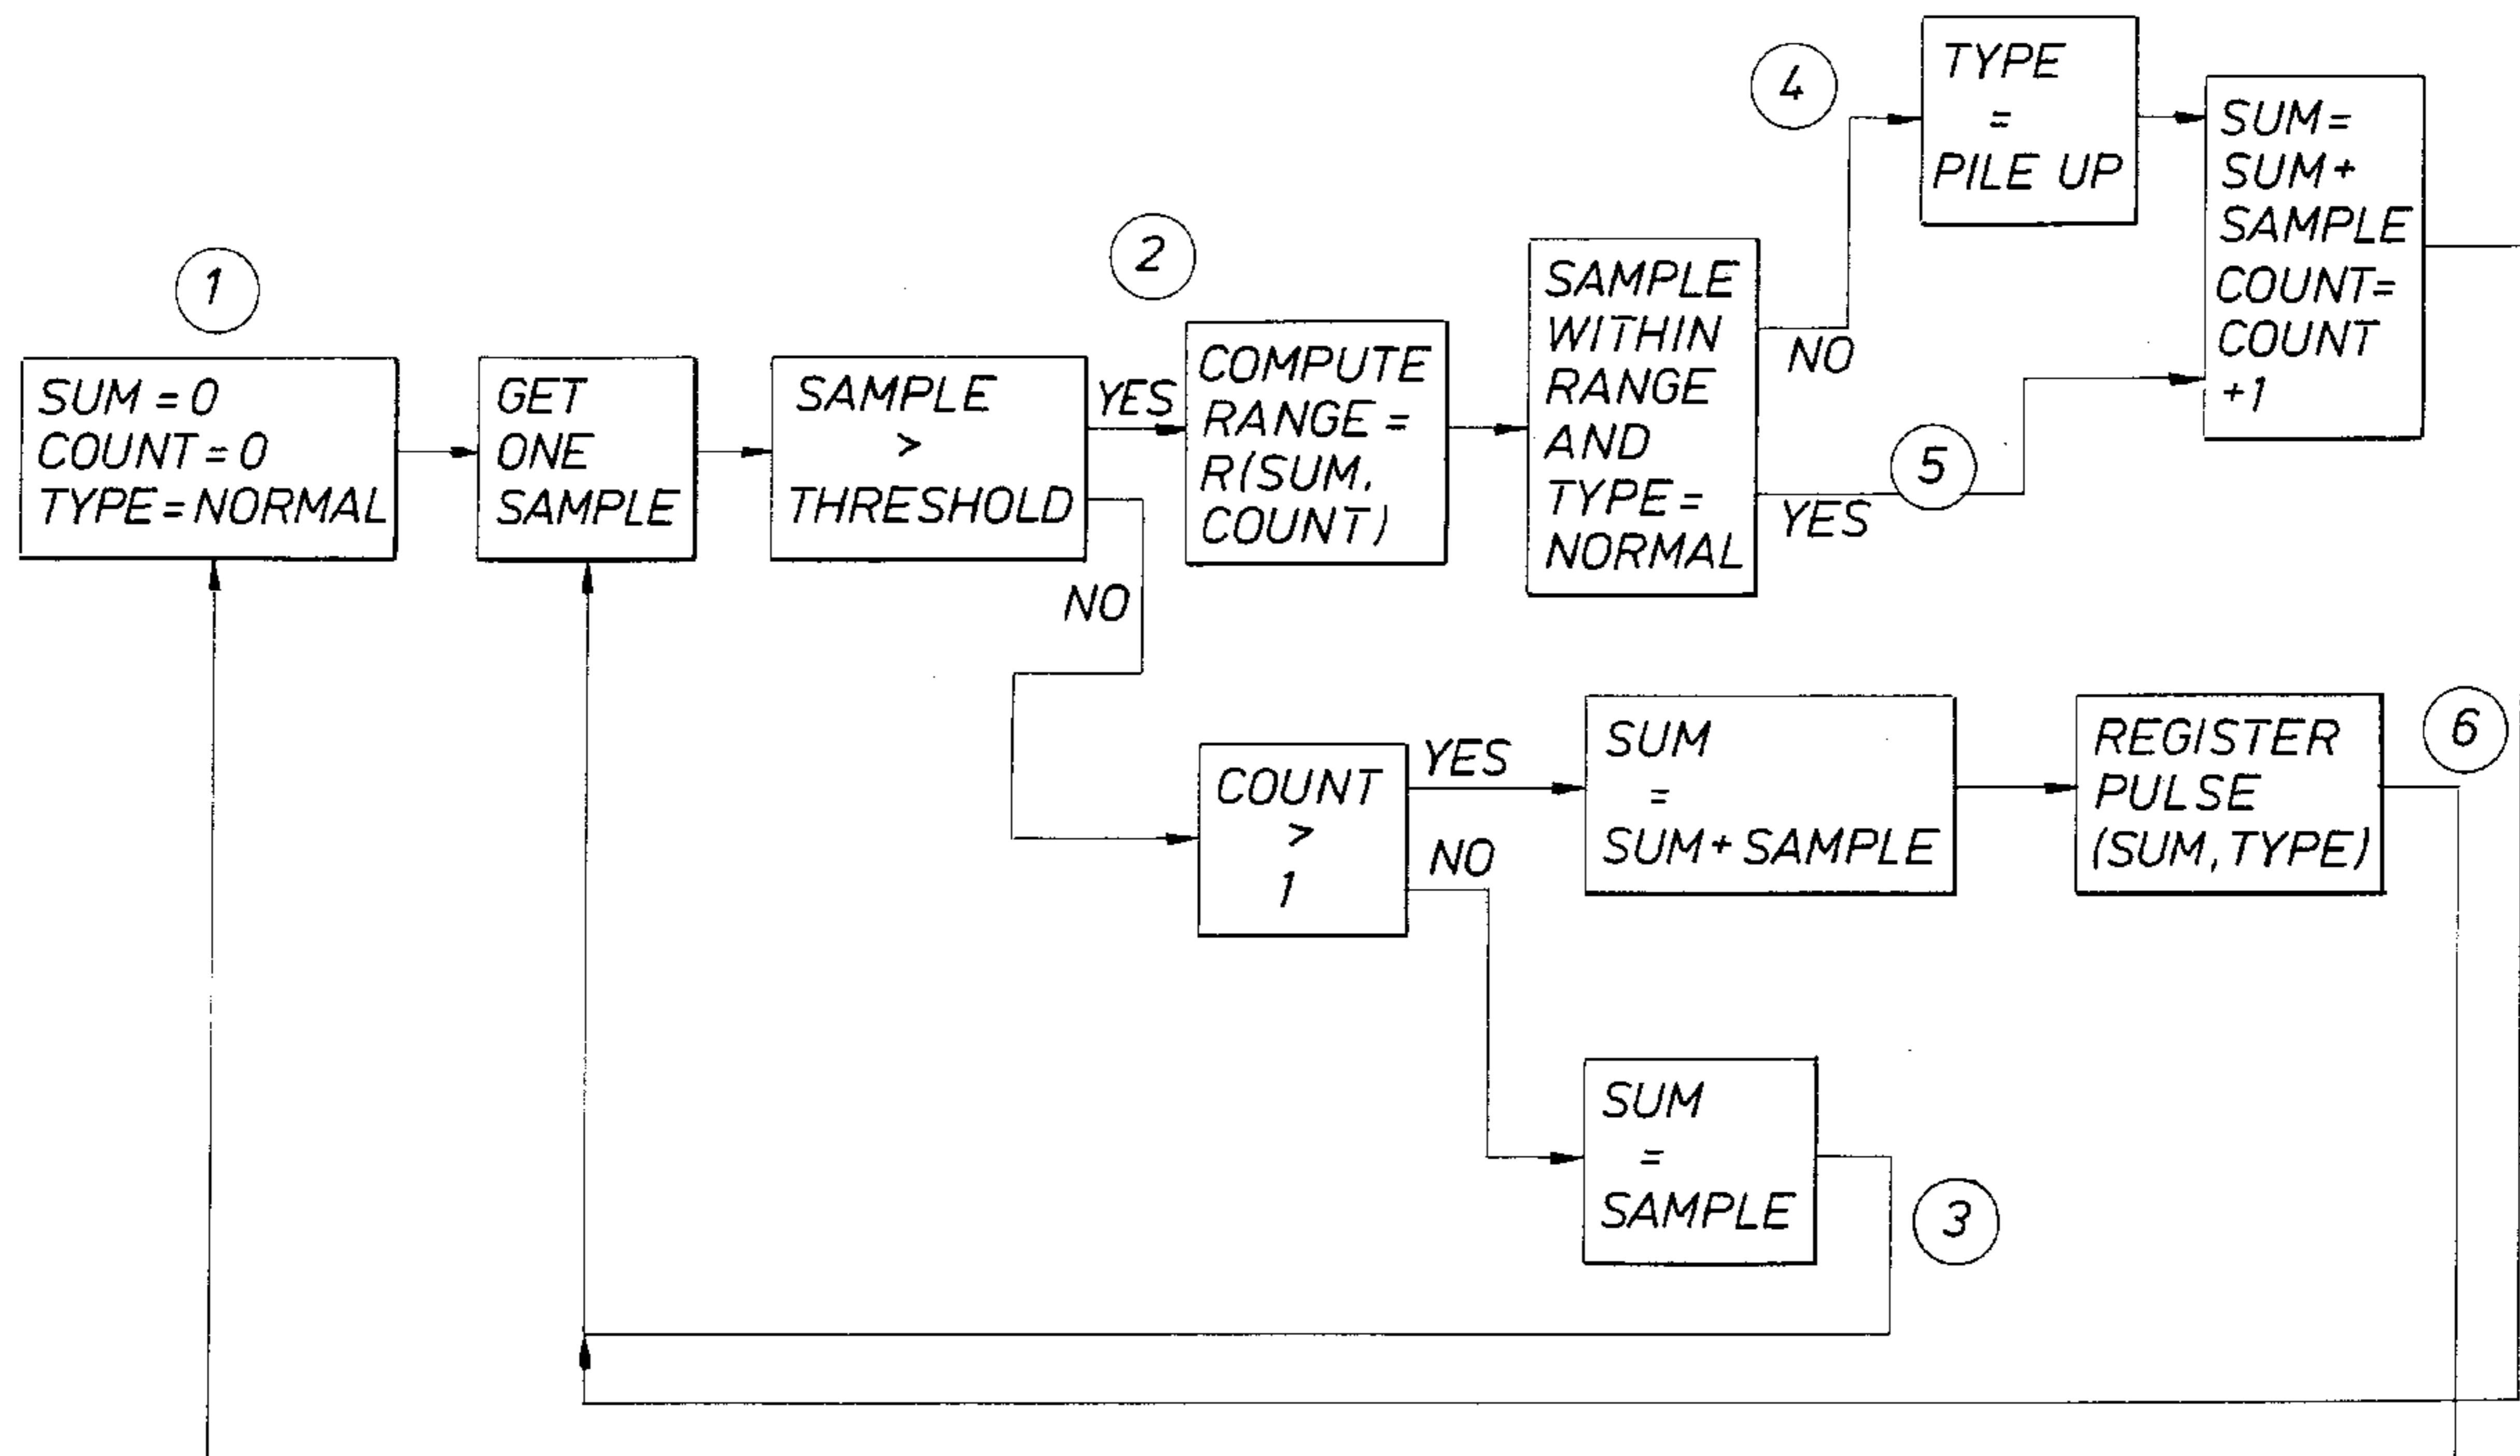 1
SUM = 0
COUNT = 0
TYPE = NORMAL
GET
ONE
SAMPLE
SAMPLE
>
THRESHOLD
YES
NO
2
COMPUTE
RANGE =
R(SUM,
COUNT)
SAMPLE
WITHIN
RANGE
AND
TYPE =
NORMAL
NO
YES
4
TYPE
=
PILE UP
5
SUM=
SUM+
SAMPLE
COUNT=
COUNT
+1
COUNT
>
1
YES
NO
SUM
=
SUM+ SAMPLE
REGISTER
PULSE
(SUM, TYPE)
6
SUM
=
SAMPLE
3